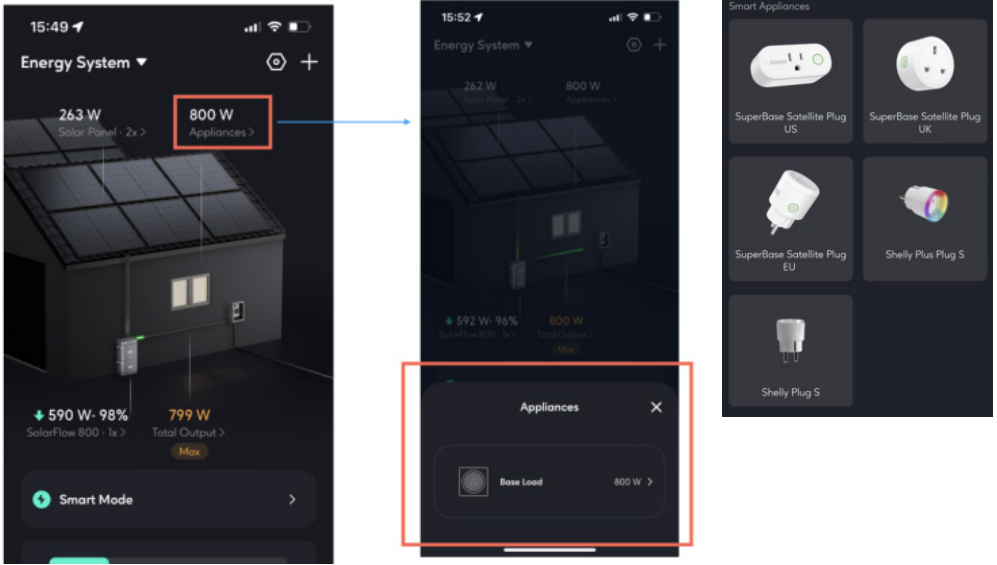 15:49
Energy System
263 W
Solar Panel · 2x >
800 W
Appliances >
590 W· 98%
SolarFlow 800 · 1x >
799 W
Total Output >
Max
Smart Mode
15:52
Energy System
262 W
Solar Panel · 2x >
800 W
Appliances >
592 W· 96%
SolarFlow 800 · 1x >
800 W
Total Output >
Max
Appliances
Base Load
800 W >
Smart Appliances
SuperBase Satellite Plug
US
SuperBase Satellite Plug
UK
SuperBase Satellite Plug
EU
Shelly Plus Plug S
Shelly Plug S